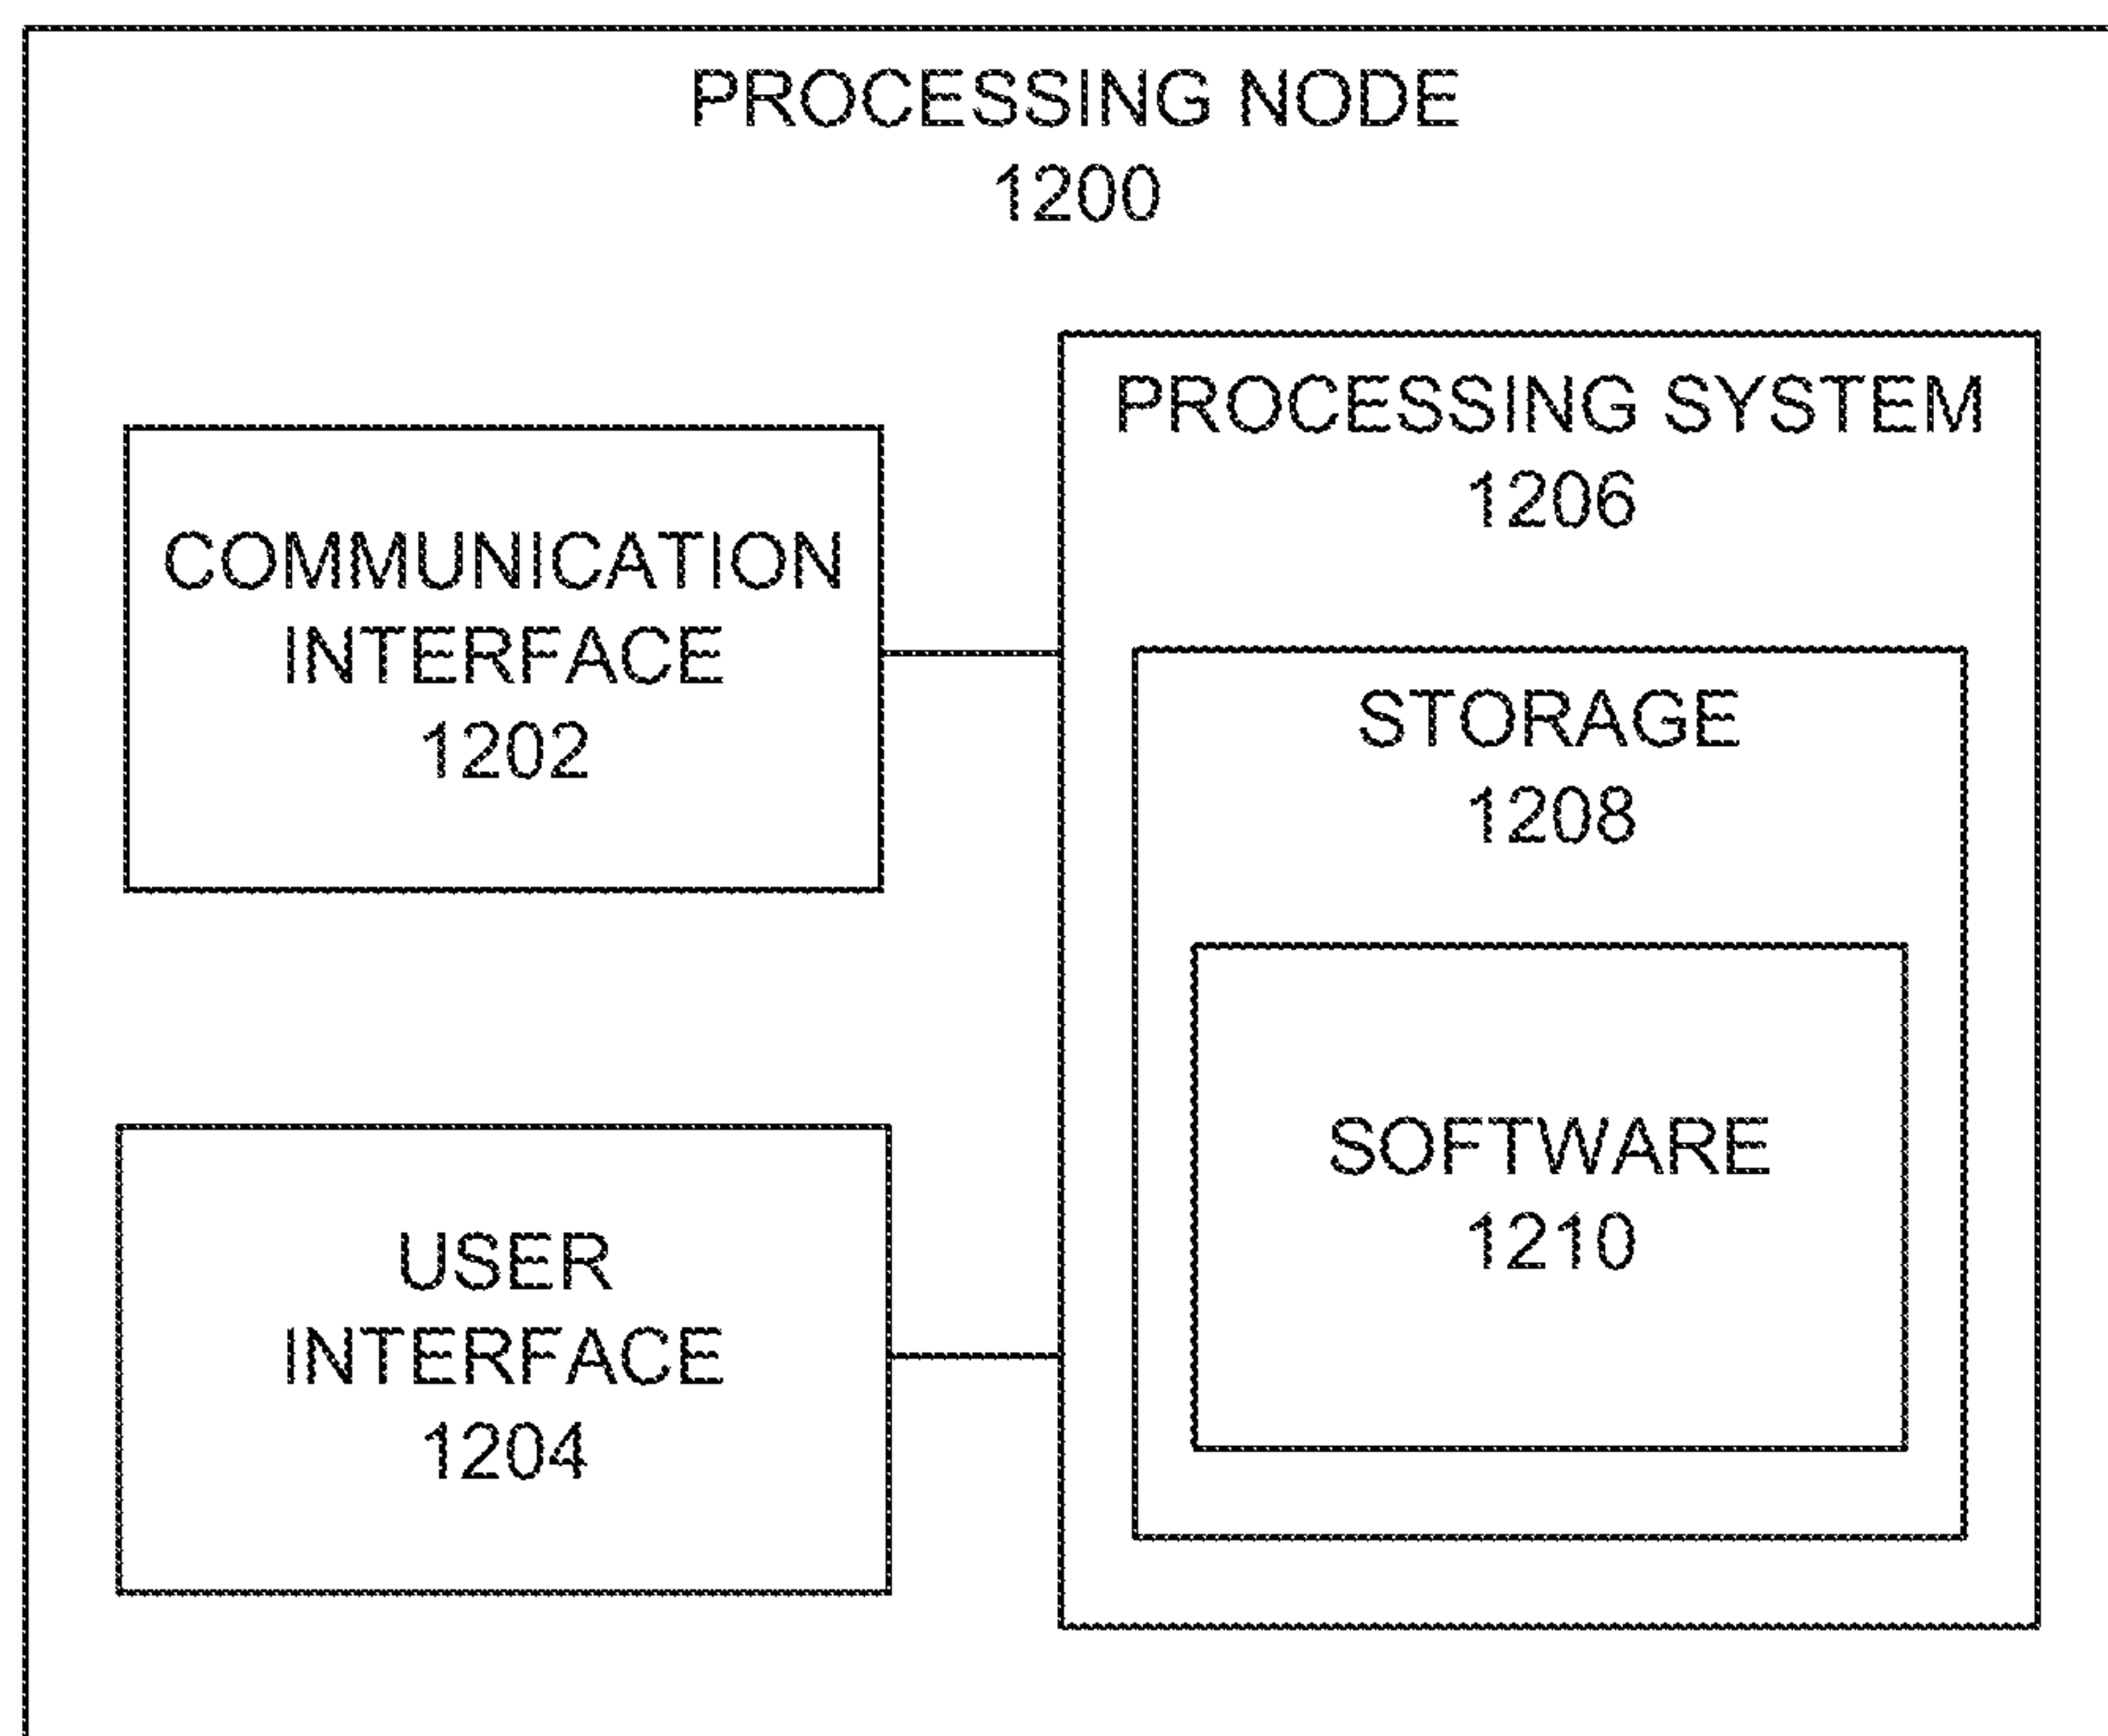 PROCESSING NODE
1200
COMMUNICATION
INTERFACE
1202
USER
INTERFACE
1204
PROCESSING SYSTEM
1206
STORAGE
1208
SOFTWARE
1210